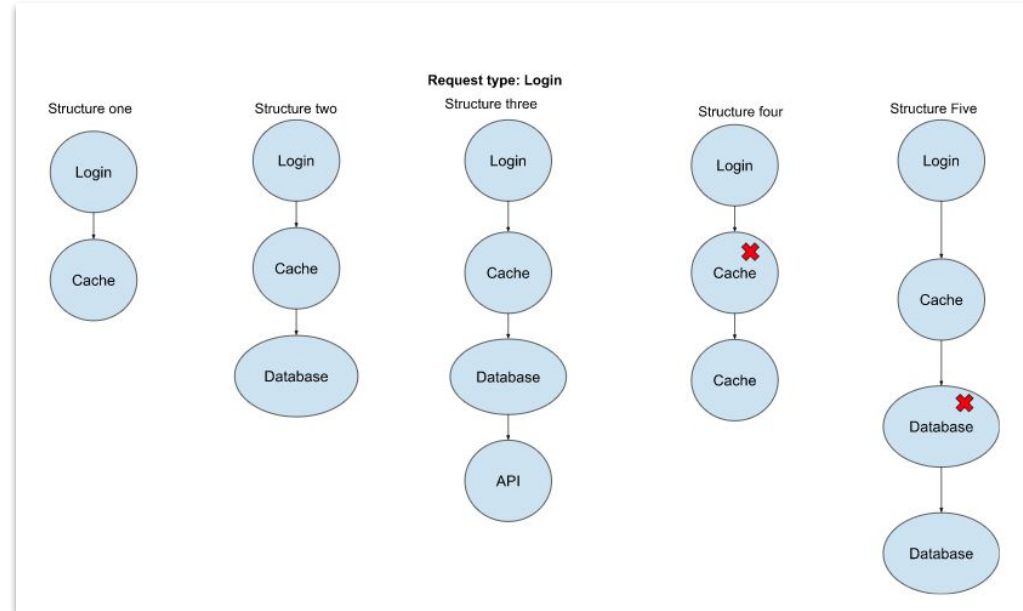 Request type: Login
Structure one
Structure two
Structure three
Structure four
Structure Five
Login
Login
Login
Login
Login
Cache
Cache
Cache
Cache
Cache
Database
Database
Cache
Database
API
Database